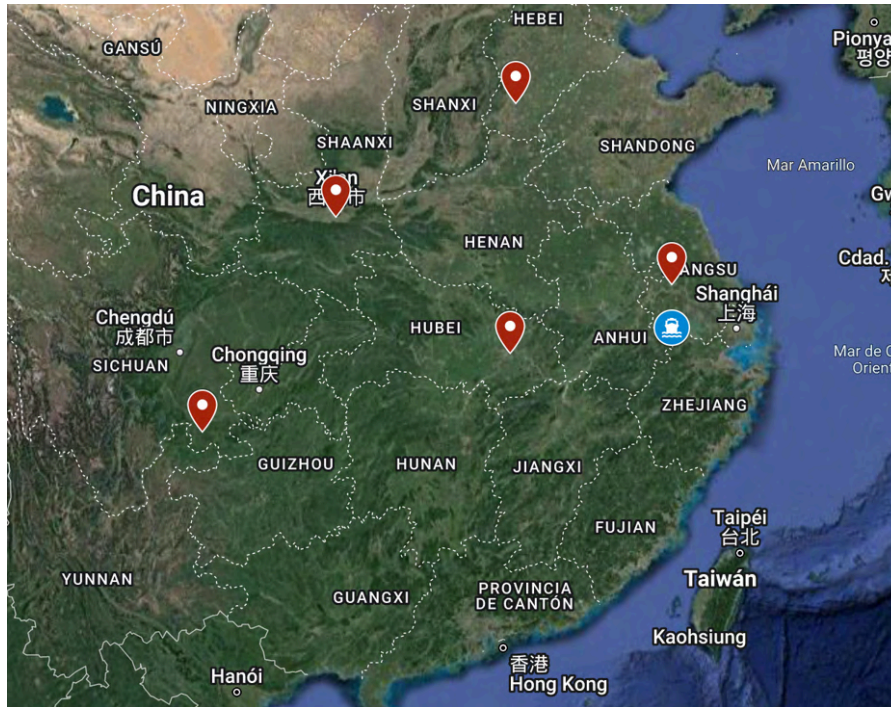 HEBEI
GANSÚ
Pionya
평양
SHANXI
NINGXIA
SHAANXI
SHANDONG
Mar Amarillo
Xi'an
西 市
China
Gw
HENAN
Cdad.
ANGSU
Shanghái
上海
Chengdú
成都市
HUBEI
ANHUI
SICHUAN
Chongqing
重庆
Mar de C
Orient
ZHEJIANG
GUIZHOU
HUNAN
JIANGXI
FUJIAN
Taipéi
台北
YUNNAN
Taiwán
GUANGXI
PROVINCIA
DE CANTÓN
Kaohsiung
香港
Hong Kong
Hanói